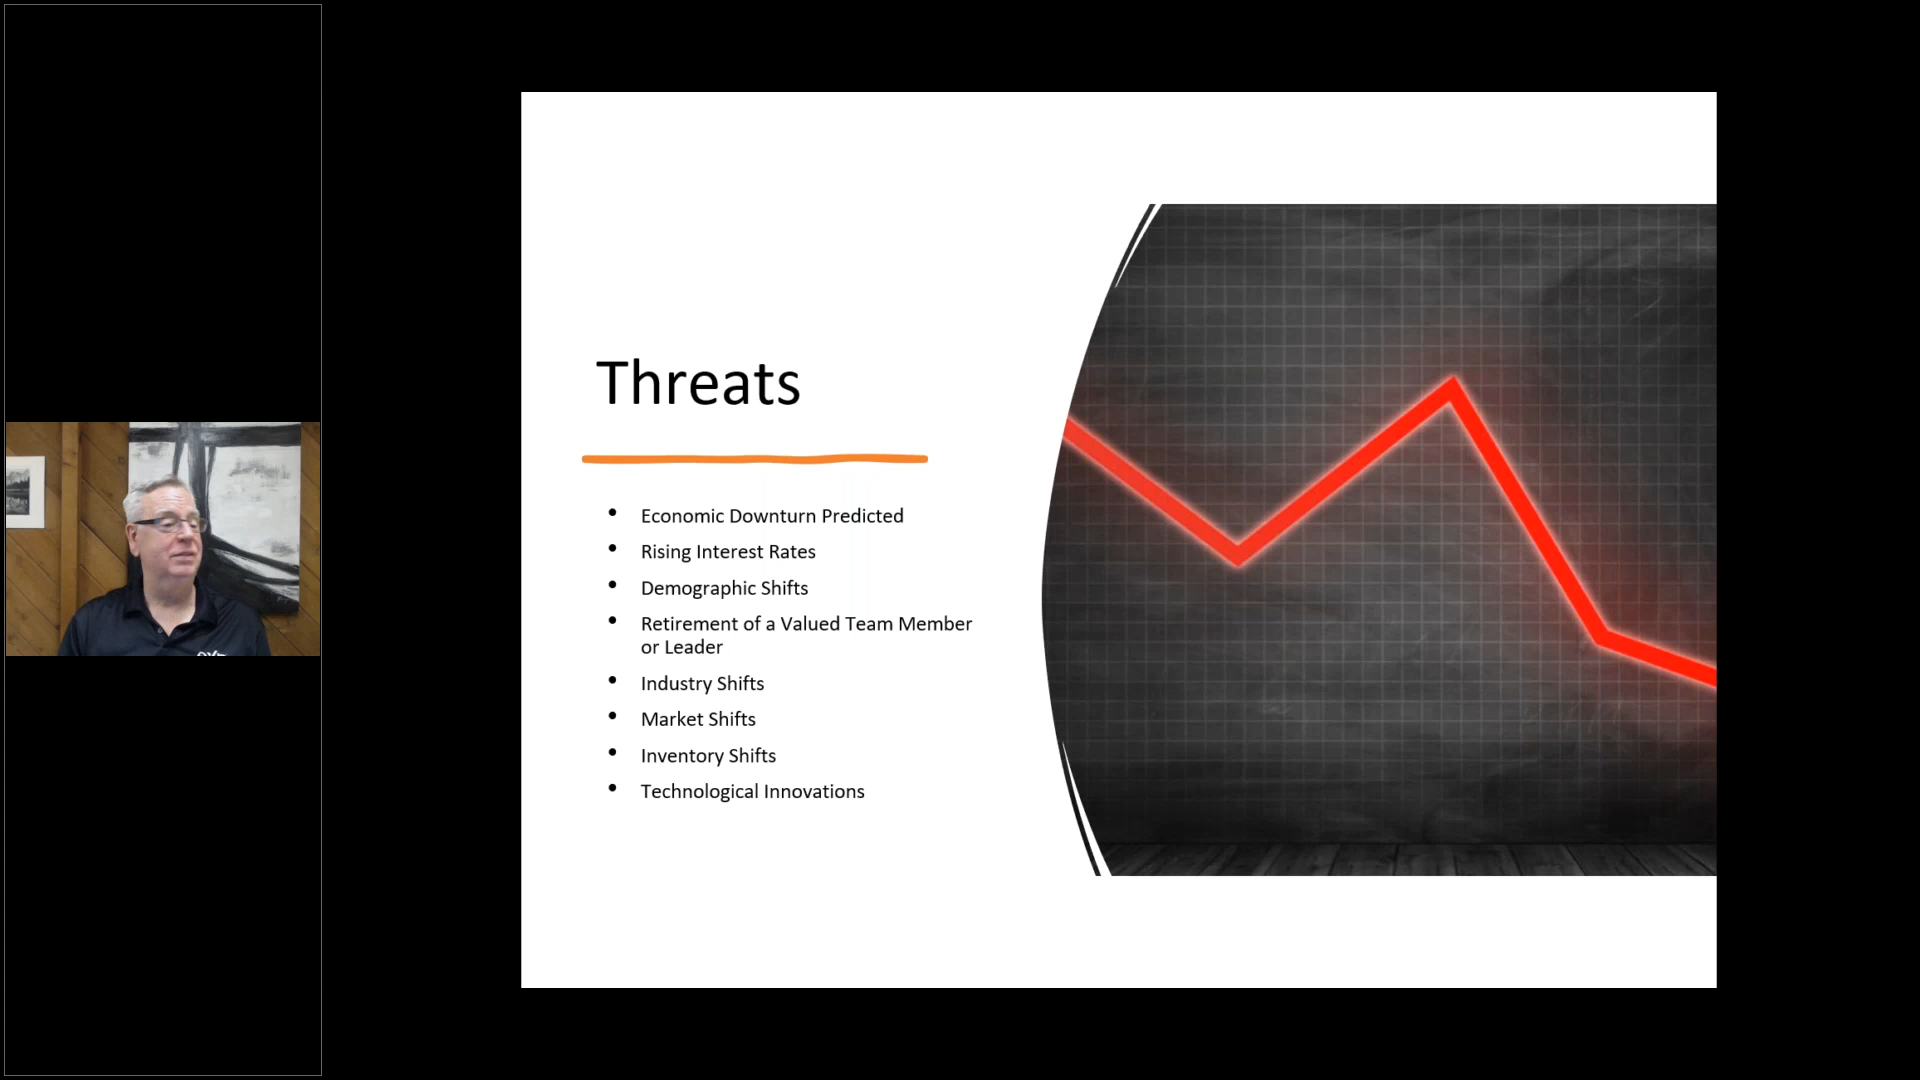 Threats
Economic Downturn Predicted
Rising Interest Rates
Demographic Shifts
Retirement of a Valued Team Member
or Leader
Industry Shifts
Market Shifts
Inventory Shifts
Technological Innovations